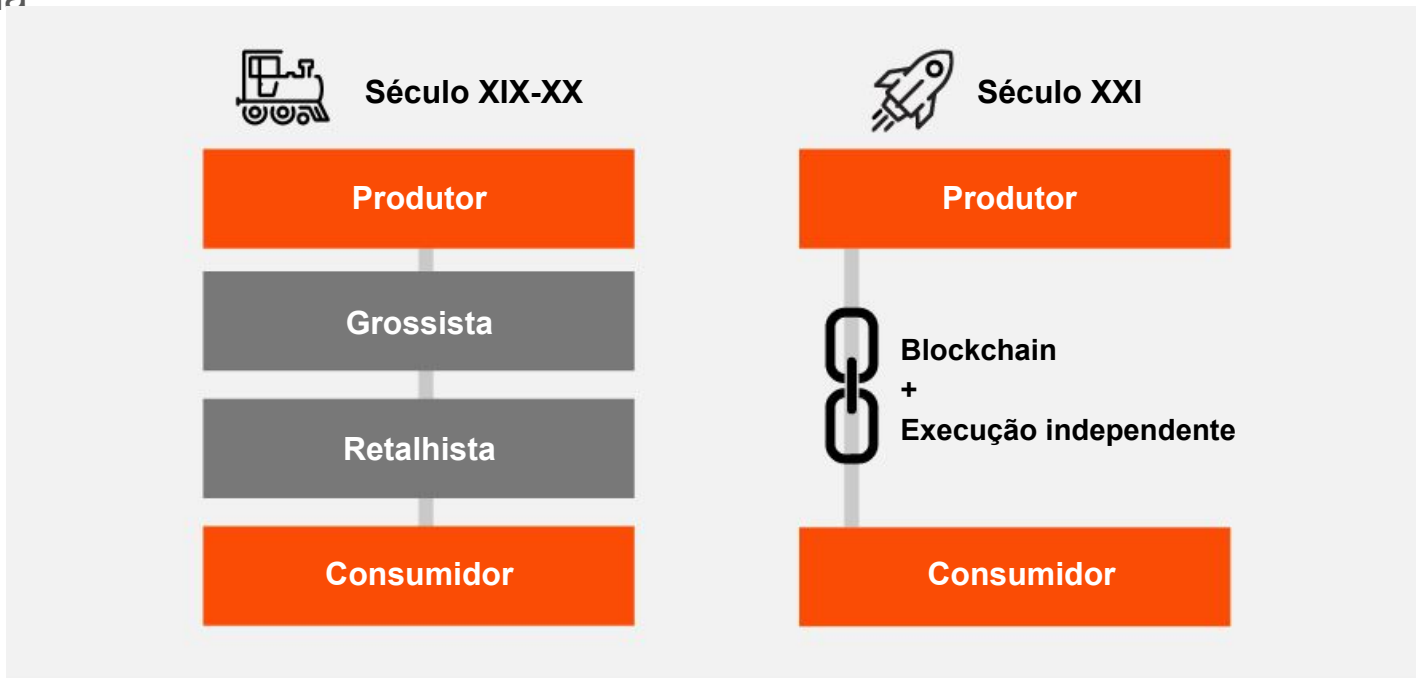 Século XIX-XX
Produtor
Grossista
Retalhista
Consumidor
Século XXI
Produtor
Blockchain
+
Execução independente
Consumidor